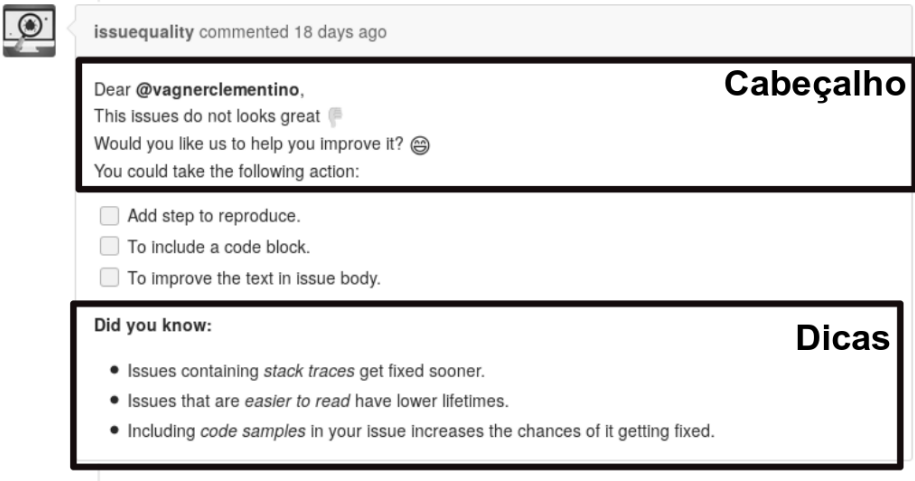 issuequality commented 18 days ago
Cabeçalho
Dear @vagnerclementino,
This issues do not looks great 👎
Would you like us to help you improve it? 😄
You could take the following action:
Add step to reproduce.
To include a code block.
To improve the text in issue body.
Dicas
Did you know:
Issues containing stack traces get fixed sooner.
Issues that are easier to read have lower lifetimes.
Including code samples in your issue increases the chances of it getting fixed.